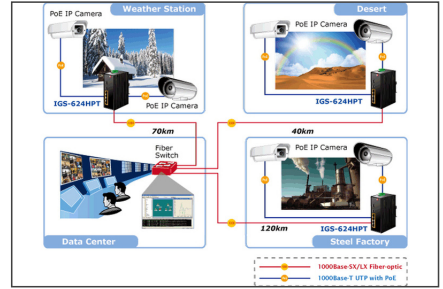 Weather Station
PoE IP Camera
IGS-624HPT
PoE IP Camera
Desert
PoE IP Camera
IGS-624HPT
70km
40km
Fiber
Switch
Data Center
PoE IP Camera
120km
IGS-624HPT
Steel Factory
1000Base-SX/LX Fiber-optic
1000Base-T UTP with PoE